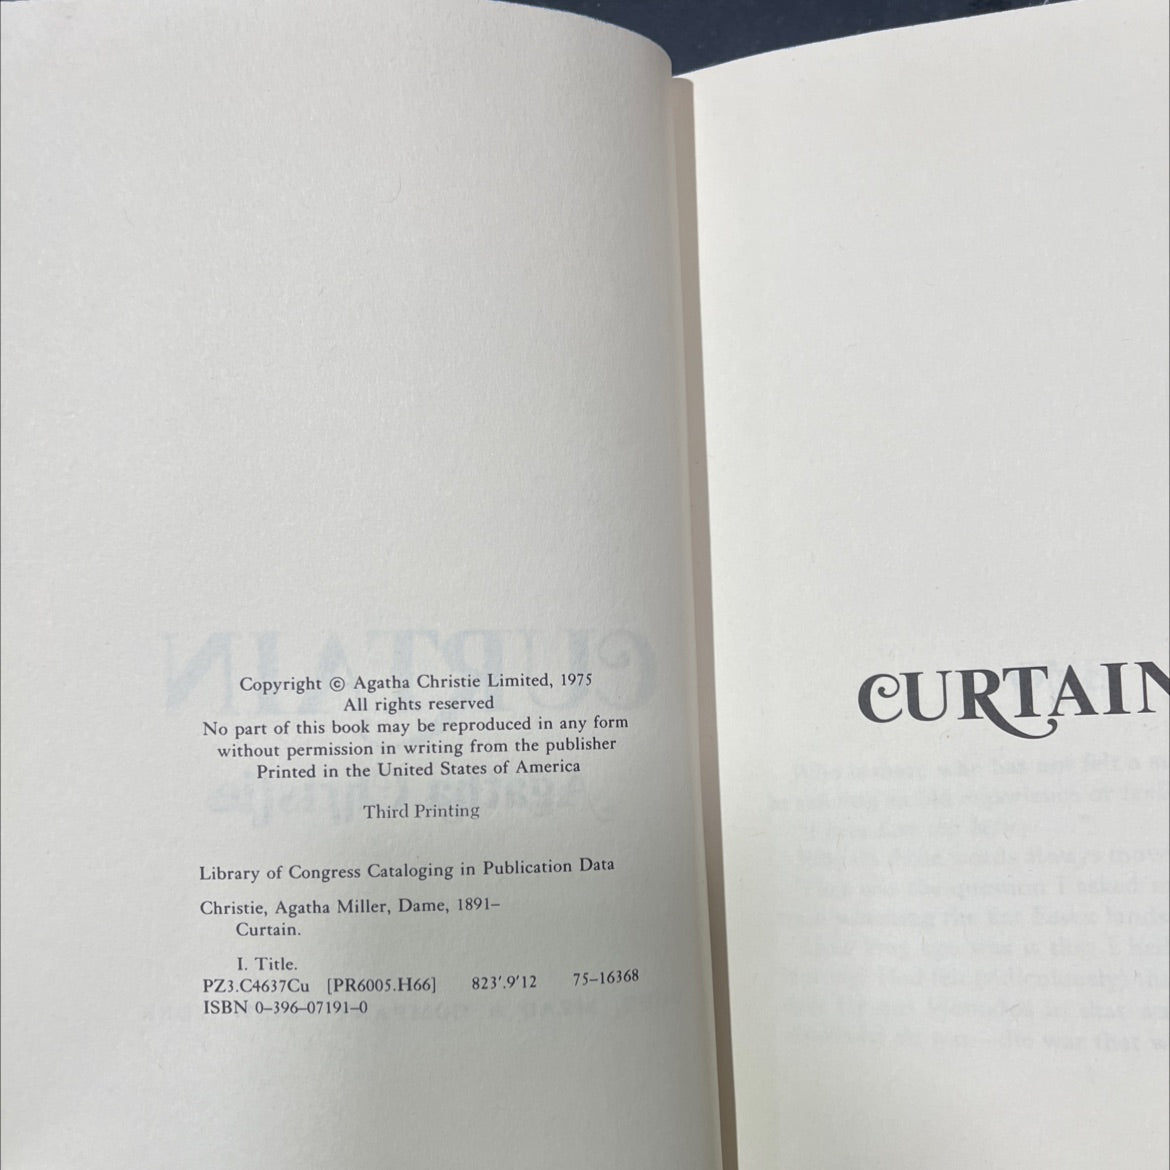 Copyright © Agatha Christie Limited, 1975
All rights reserved
No part of this book may be reproduced in any form
without permission in writing from the publisher
Printed in the United States of America
Third Printing
Library of Congress Cataloging in Publication Data
Christie, Agatha Miller, Dame, 1891–
Curtain.
I. Title.
PZ3.C4637Cu [PR6005.H66] 823'.9'12 75–16368
ISBN 0–396–07191–0
CURTAIN